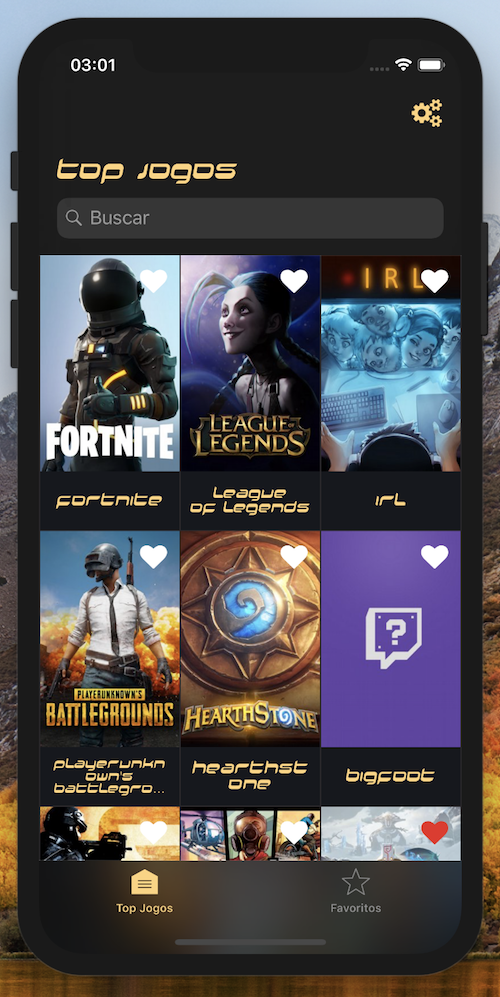 03:01
Top Jogos
Buscar
FORTNITE
LEAGUE
OF
LEGENDS
IRL
Fortnite
League
of Legends
IRL
PLAYERUNKNOWN'S
BATTLEGROUNDS
HEARTHSTONE
playerunkn
own's
battlegro...
hearthst
one
bigfoot
Top Jogos
Favoritos